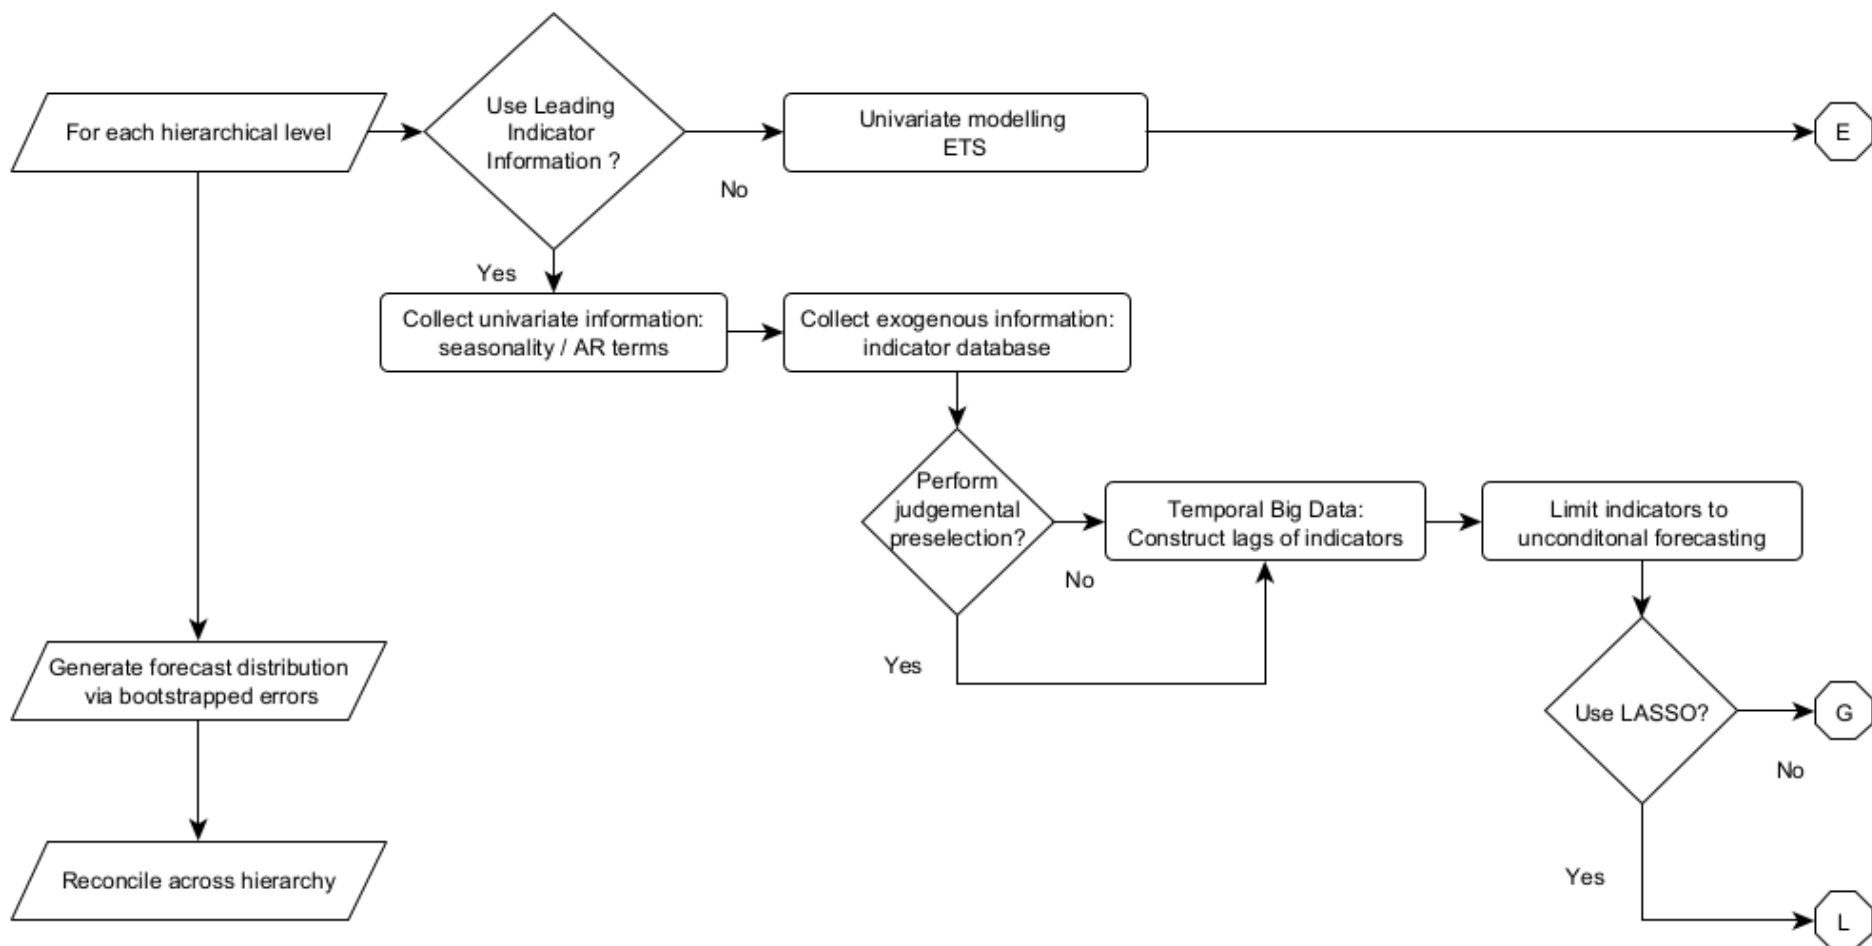 For each hierarchical level
Use Leading
Indicator
Information ?
No
Univariate modelling
ETS
E
Yes
Collect univariate information:
seasonality / AR terms
Collect exogenous information:
indicator database
Perform
judgemental
preselection?
No
Yes
Temporal Big Data:
Construct lags of indicators
Limit indicators to
unconditonal forecasting
Generate forecast distribution
via bootstrapped errors
Use LASSO?
G
No
Reconcile across hierarchy
Yes
L